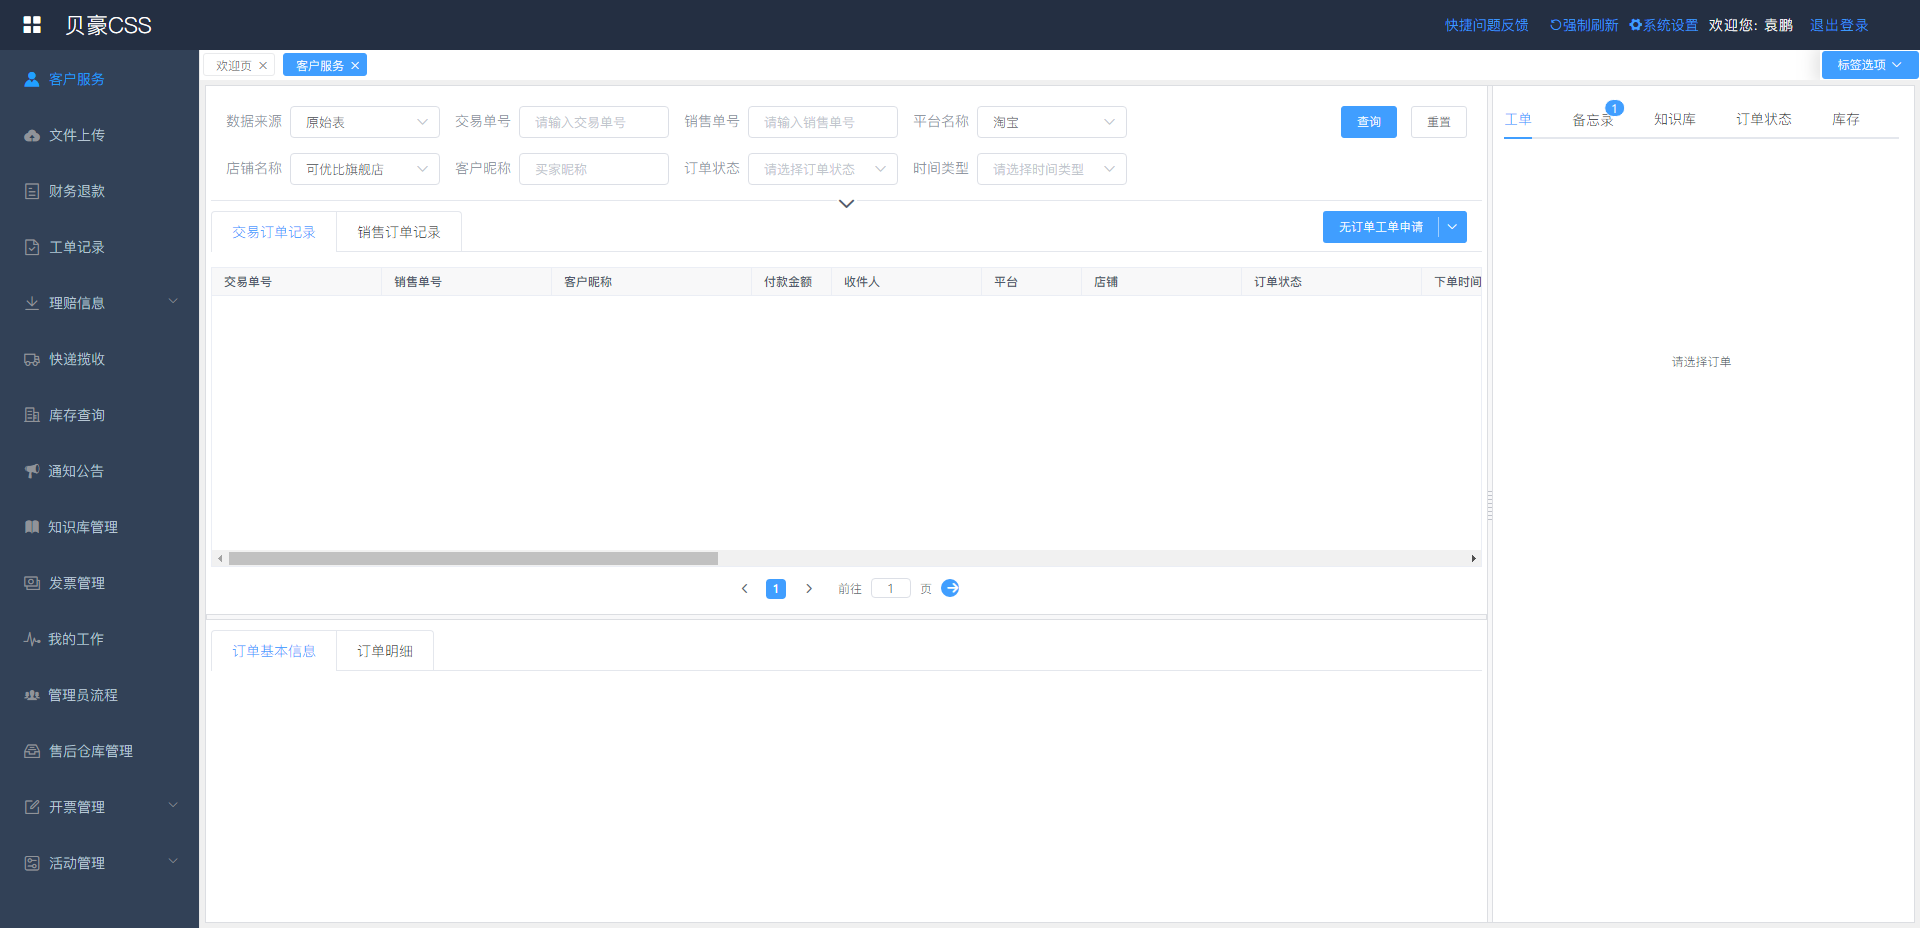 贝豪CSS
快捷问题反馈 强制刷新 系统设置 欢迎您: 袁鹏 退出登录
客户服务
文件上传
财务退款
工单记录
理赔信息
快递揽收
库存查询
通知公告
知识库管理
发票管理
我的工作
管理员流程
售后仓库管理
开票管理
活动管理
欢迎页 客户服务 标签选项
数据来源 原始表 交易单号 请输入交易单号 销售单号 请输入销售单号 平台名称 淘宝 查询 重置
店铺名称 可优比旗舰店 客户昵称 买家昵称 订单状态 请选择订单状态 时间类型 请选择时间类型
交易订单记录 销售订单记录 无订单工单申请
交易单号 销售单号 客户昵称 付款金额 收件人 平台 店铺 订单状态 下单时间
1 前往 1 页
订单基本信息 订单明细
工单 备忘录 1 知识库 订单状态 库存
请选择订单